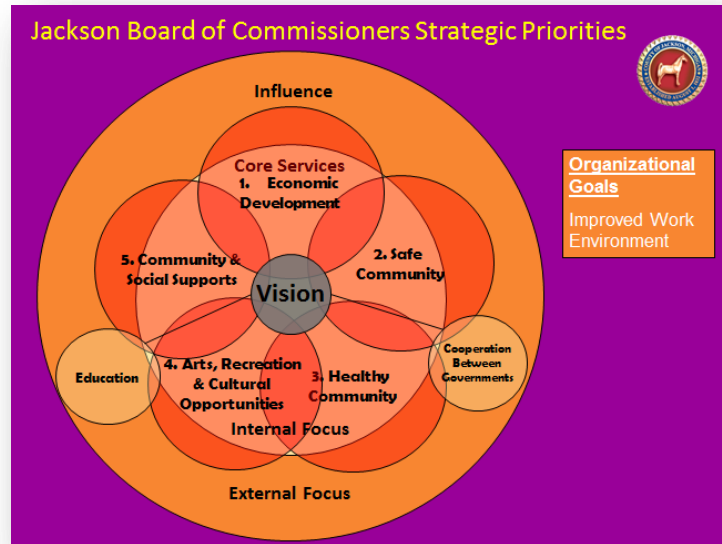 Jackson Board of Commissioners Strategic Priorities
Influence
Core Services
1. Economic
Development
2. Safe
Community
5. Community &
Social Supports
Vision
Education
4. Arts, Recreation
& Cultural
Opportunities
3. Healthy
Community
Cooperation
Between
Governments
Internal Focus
External Focus
Organizational
Goals
Improved Work
Environment